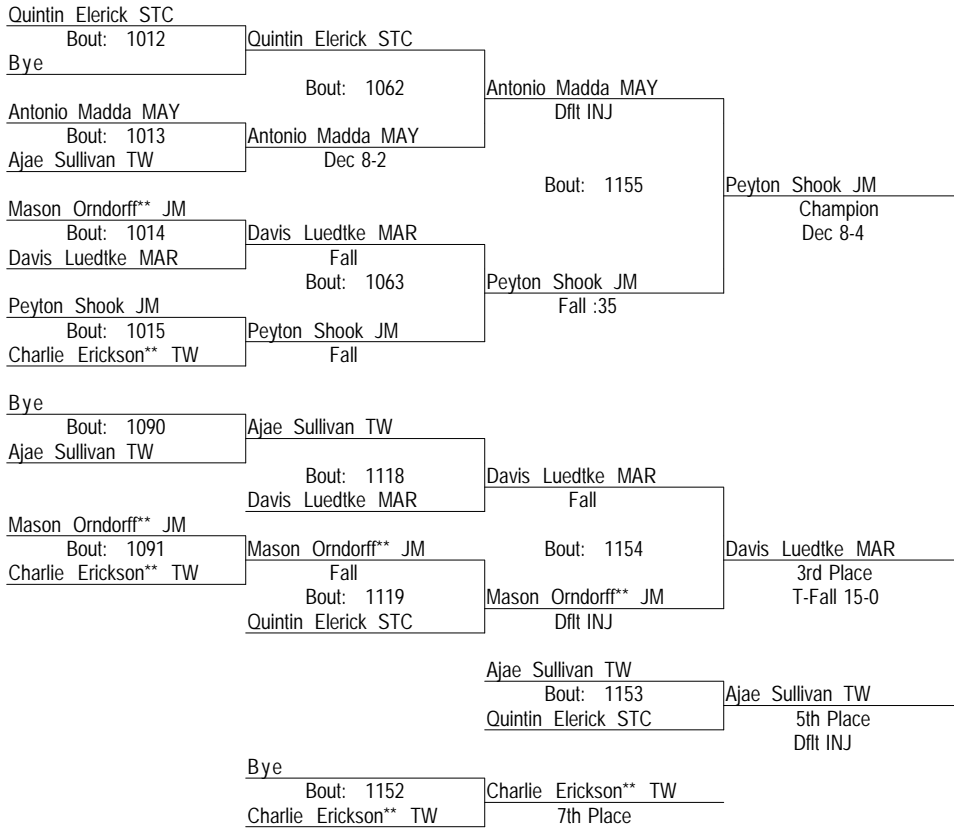 Quintin Elerick STC
Bout: 1012
Bye
Quintin Elerick STC
Bout: 1062
Antonio Madda MAY
Bout: 1013
Ajae Sullivan TW
Antonio Madda MAY
Dec 8-2
Antonio Madda MAY
Dflt INJ
Bout: 1155
Mason Orndorff** JM
Bout: 1014
Davis Luedtke MAR
Davis Luedtke MAR
Fall
Bout: 1063
Peyton Shook JM
Bout: 1015
Charlie Erickson** TW
Peyton Shook JM
Fall
Peyton Shook JM
Fall :35
Peyton Shook JM
Champion
Dec 8-4
Bye
Bout: 1090
Ajae Sullivan TW
Ajae Sullivan TW
Bout: 1118
Davis Luedtke MAR
Davis Luedtke MAR
Fall
Mason Orndorff** JM
Bout: 1091
Charlie Erickson** TW
Mason Orndorff** JM
Fall
Bout: 1119
Quintin Elerick STC
Bout: 1154
Mason Orndorff** JM
Dflt INJ
Davis Luedtke MAR
3rd Place
T-Fall 15-0
Ajae Sullivan TW
Bout: 1153
Quintin Elerick STC
Ajae Sullivan TW
5th Place
Dflt INJ
Bye
Bout: 1152
Charlie Erickson** TW
Charlie Erickson** TW
7th Place